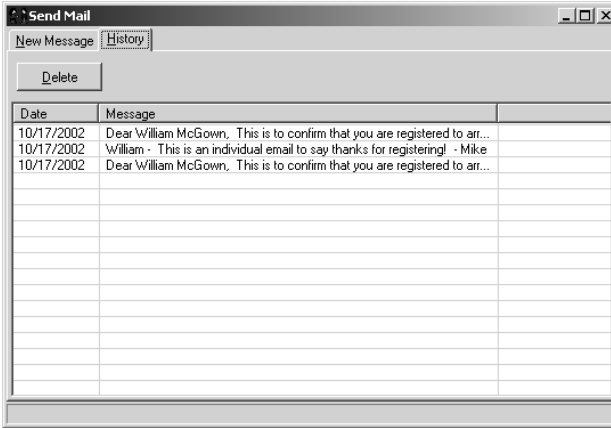 Send Mail
New Message History
Delete
Date Message
10/17/2002 Dear William McGown, This is to confirm that you are registered to arr...
10/17/2002 William - This is an individual email to say thanks for registering! - Mike
10/17/2002 Dear William McGown, This is to confirm that you are registered to arr...